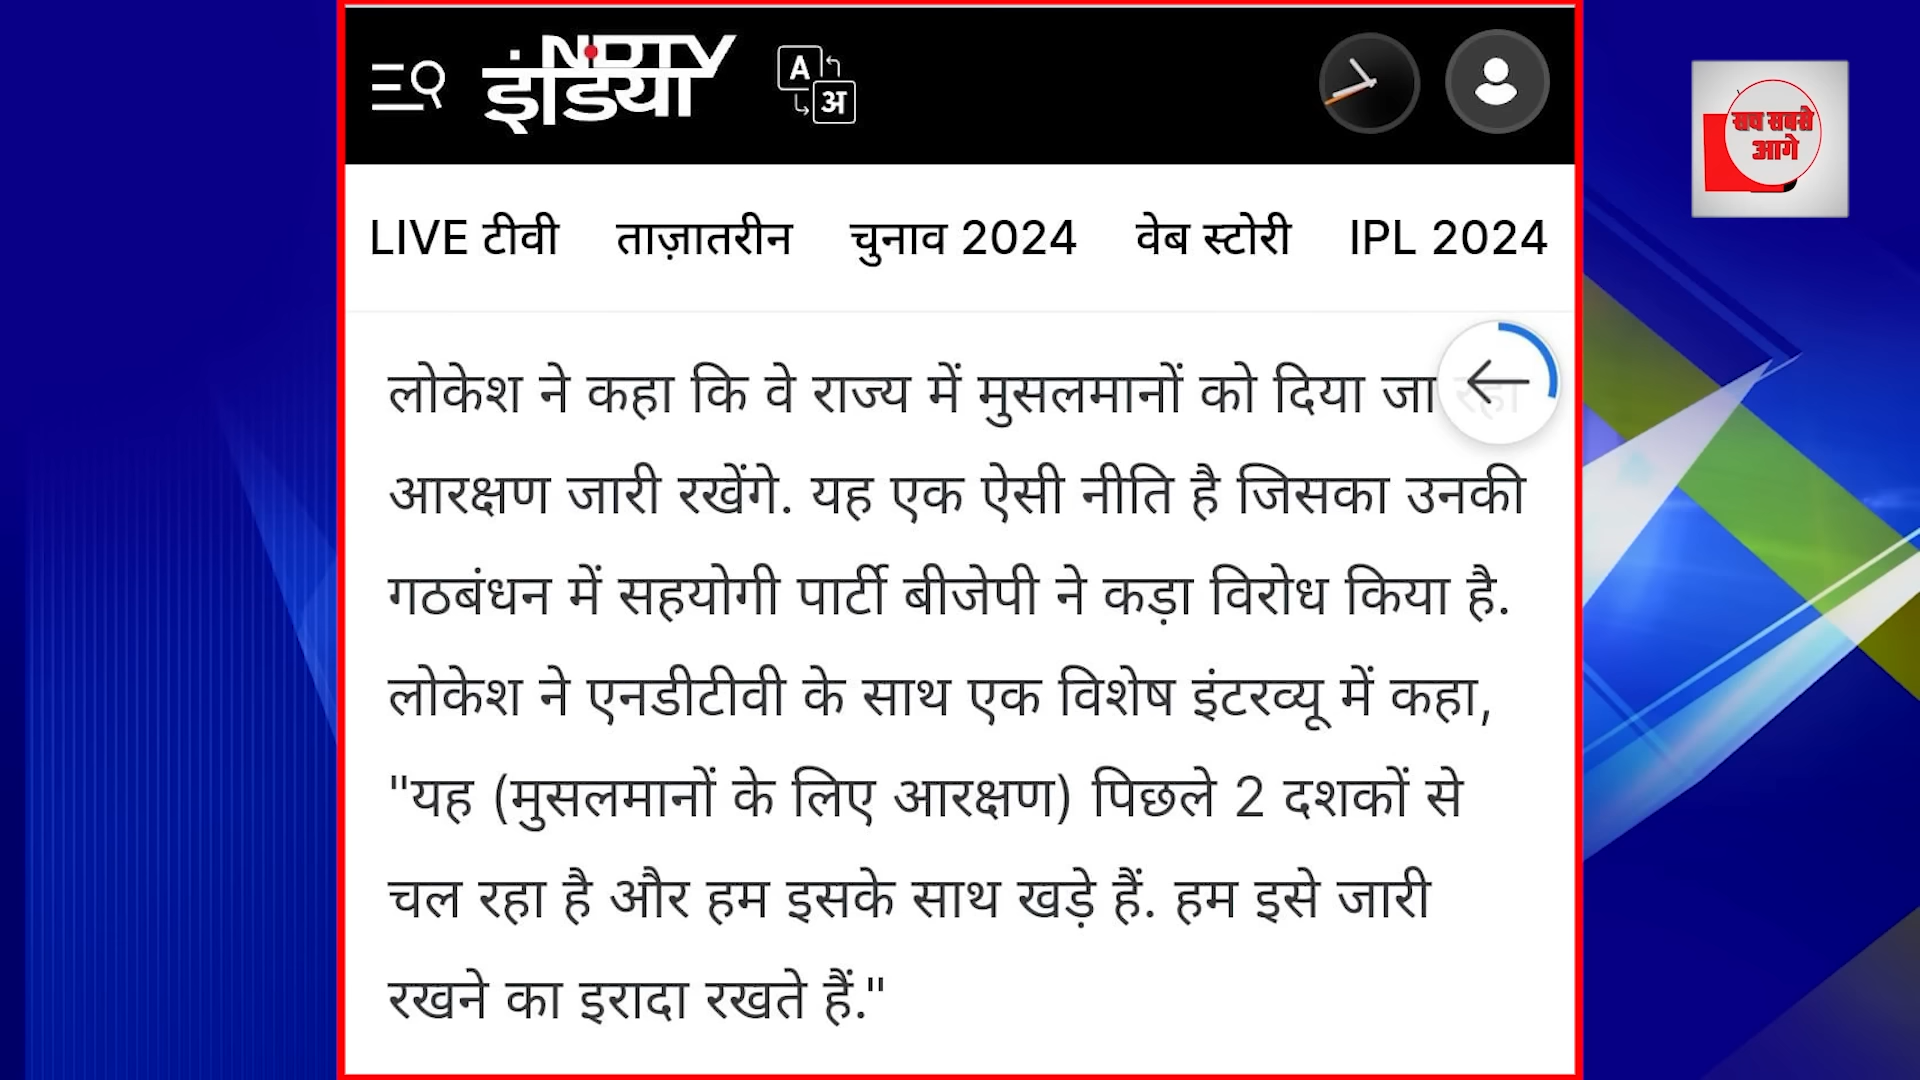 NDTV
इंडिया
A
अ
सच सबसे
आगे
LIVE टीवी ताज़ातरीन चुनाव 2024 वेब स्टोरी IPL 2024
लोकेश ने कहा कि वे राज्य में मुसलमानों को दिया जा रहा
आरक्षण जारी रखेंगे. यह एक ऐसी नीति है जिसका उनकी
गठबंधन में सहयोगी पार्टी बीजेपी ने कड़ा विरोध किया है.
लोकेश ने एनडीटीवी के साथ एक विशेष इंटरव्यू में कहा,
"यह (मुसलमानों के लिए आरक्षण) पिछले 2 दशकों से
चल रहा है और हम इसके साथ खड़े हैं. हम इसे जारी
रखने का इरादा रखते हैं."